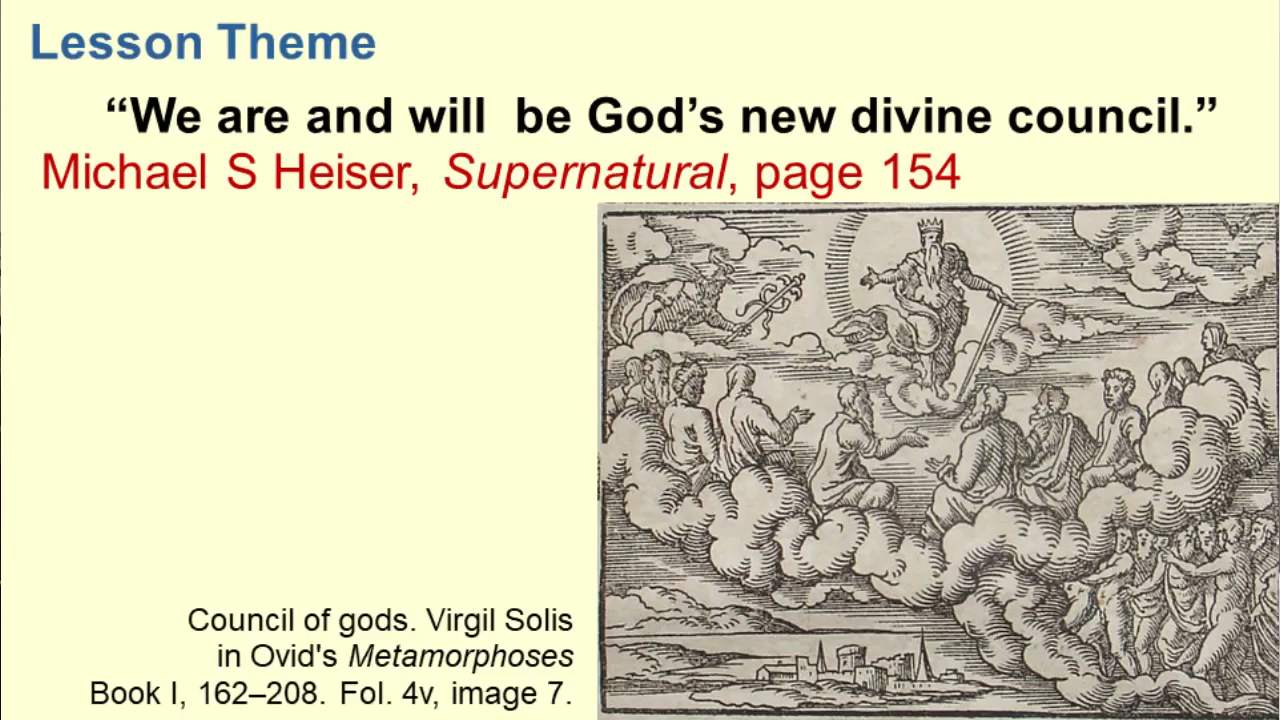 Lesson Theme
“We are and will  be God’s new divine council.”
Michael S Heiser, Supernatural, page 154
Council of gods. Virgil Solis
in Ovid's Metamorphoses
Book I, 162–208. Fol. 4v, image 7.